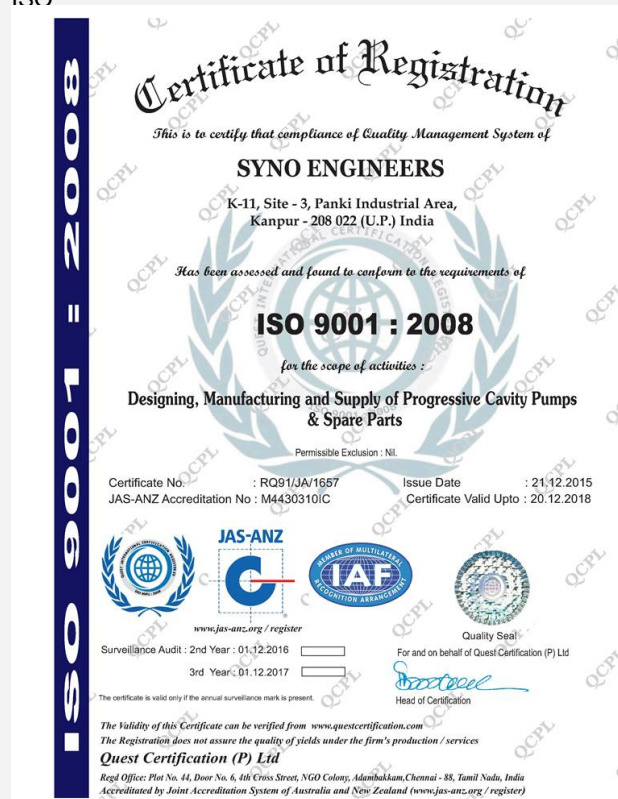 ISO
Certificate of Registration
This is to certify that compliance of Quality Management System of
SYNO ENGINEERS
K-11, Site - 3, Panki Industrial Area,
Kanpur - 208 022 (U.P.) India
Has been assessed and found to conform to the requirements of
ISO 9001 : 2008
for the scope of activities :
Designing, Manufacturing and Supply of Progressive Cavity Pumps
& Spare Parts
Permissible Exclusion : Nil.
Certificate No. : RQ91/JA/1657
Issue Date : 21.12.2015
JAS-ANZ Accreditation No : M4430310IC
Certificate Valid Upto : 20.12.2018
JAS-ANZ
MEMBER OF MULTILATERAL
IAF
RECOGNITION ARRANGEMENT
www.jas-anz.org / register
Quality Seal
Surveillance Audit : 2nd Year : 01.12.2016
For and on behalf of Quest Certification (P) Ltd
3rd Year : 01.12.2017
Head of Certification
The certificate is valid only if the annual surveillance mark is present.
The Validity of this Certificate can be verified from www.questcertification.com
The Registration does not assure the quality of yields under the firm's production / services
Quest Certification (P) Ltd
Regd Office: Plot No. 44, Door No. 6, 4th Cross Street, NGO Colony, Adambakkam,Chennai - 88, Tamil Nadu, India
Accreditated by Joint Accreditation System of Australia and New Zealand (www.jas-anz.org / register)
ISO 9001 : 2008
QCPL